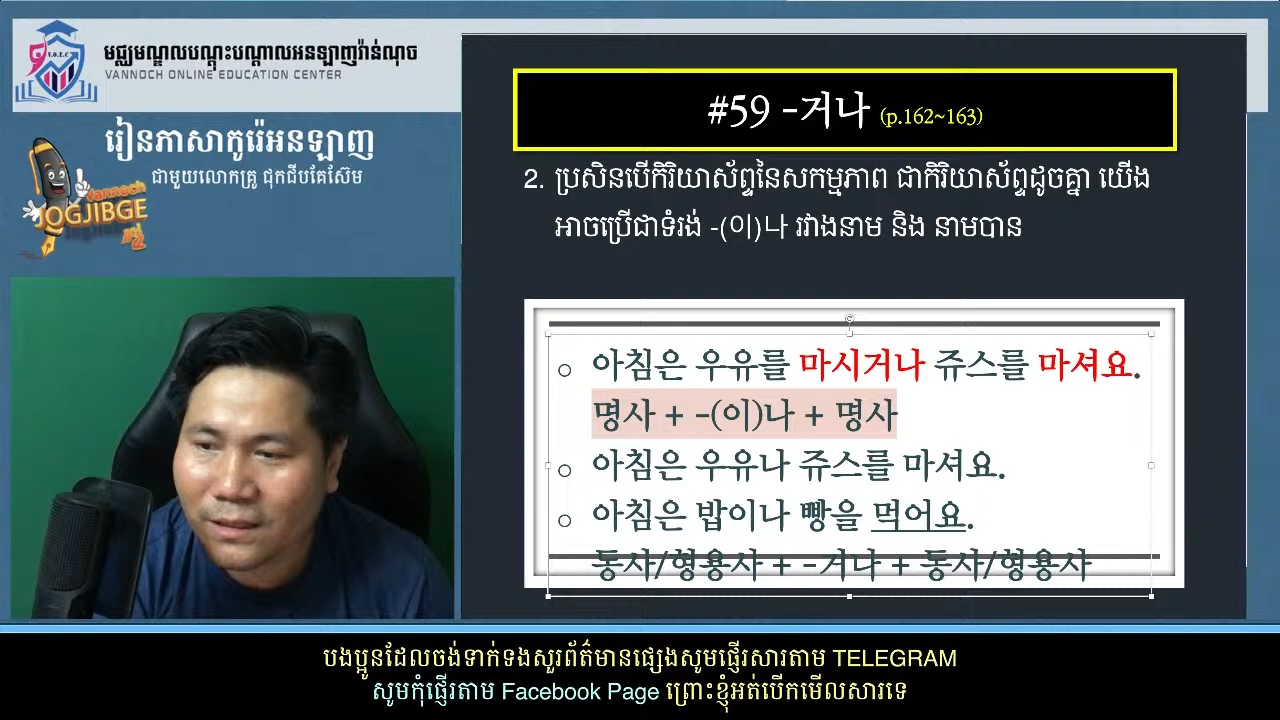 មជ្ឈមណ្ឌលបណ្តុះបណ្តាលអនឡាញវ៉ាន់ណុច
VANNOCH ONLINE EDUCATION CENTER
V.O.E.C
រៀនភាសាកូរ៉េអនឡាញ
ជាមួយលោកគ្រូ ជុកជីបគែស៊ែម
Vannoch
JOGJIBGE
#59 -거나 (p.162~163)
2. ប្រសិនបើកិរិយាស័ព្ទនៃសកម្មភាព ជាកិរិយាស័ព្ទដូចគ្នា យើង
អាចប្រើជាទំរង់ -(이)나 រវាងនាម និង នាមបាន
아침은 우유를 마시거나 쥬스를 마셔요.
명사 + -(이)나 + 명사
아침은 우유나 쥬스를 마셔요.
아침은 밥이나 빵을 먹어요.
동사/형용사 + -거나 + 동사/형용사
បងប្អូនដែលចង់ទាក់ទងសួរព័ត៌មានផ្សេងសូមផ្ញើរសារតាម TELEGRAM
សូមកុំផ្ញើរតាម Facebook Page ព្រោះខ្ញុំអត់បើកមើលសារទេ